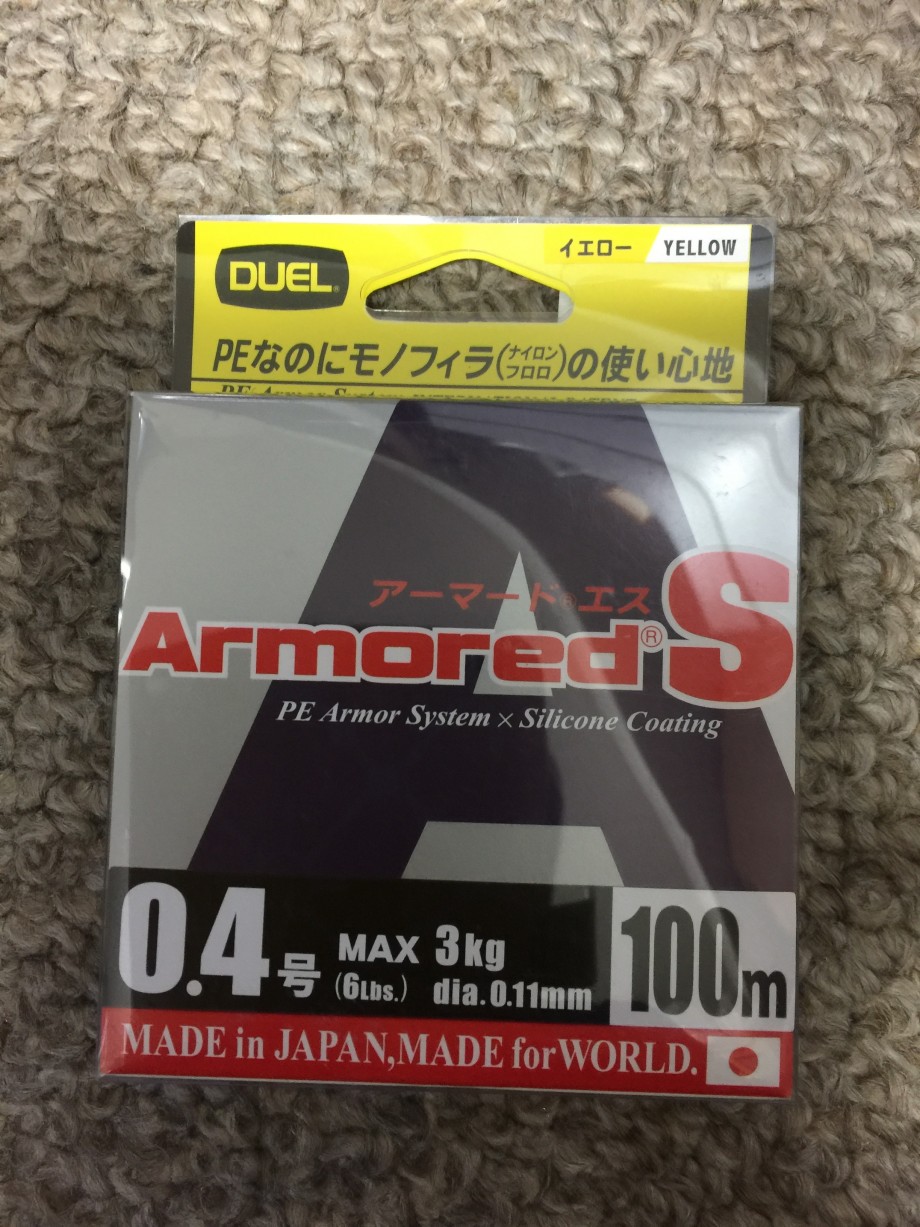 DUEL®
イエロー YELLOW
PEなのにモノフィラ(ナイロンフロロ)の使い心地
PE Armor System
アーマード®エス
Armored® S
PE Armor System × Silicone Coating
0.4号 MAX 3kg 100m
(6Lbs.) dia.0.11mm
MADE in JAPAN,MADE for WORLD.